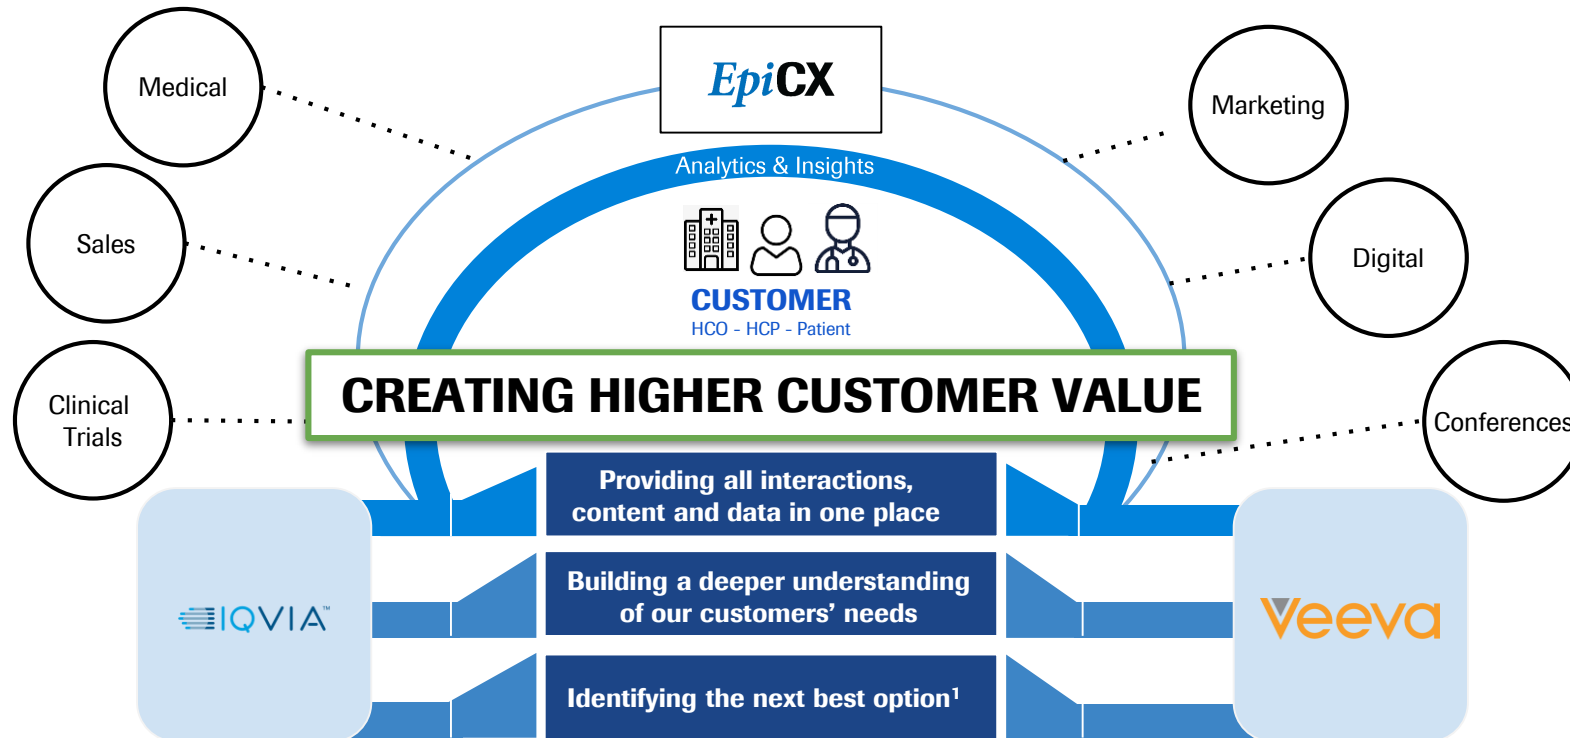 EpiCX
Medical
Marketing
Analytics & Insights
Sales
Digital
CUSTOMER
HCO - HCP - Patient
CREATING HIGHER CUSTOMER VALUE
Clinical
Trials
Conferences
Providing all interactions,
content and data in one place
Building a deeper understanding
of our customers’ needs
Identifying the next best option¹
IQVIA™
Veeva